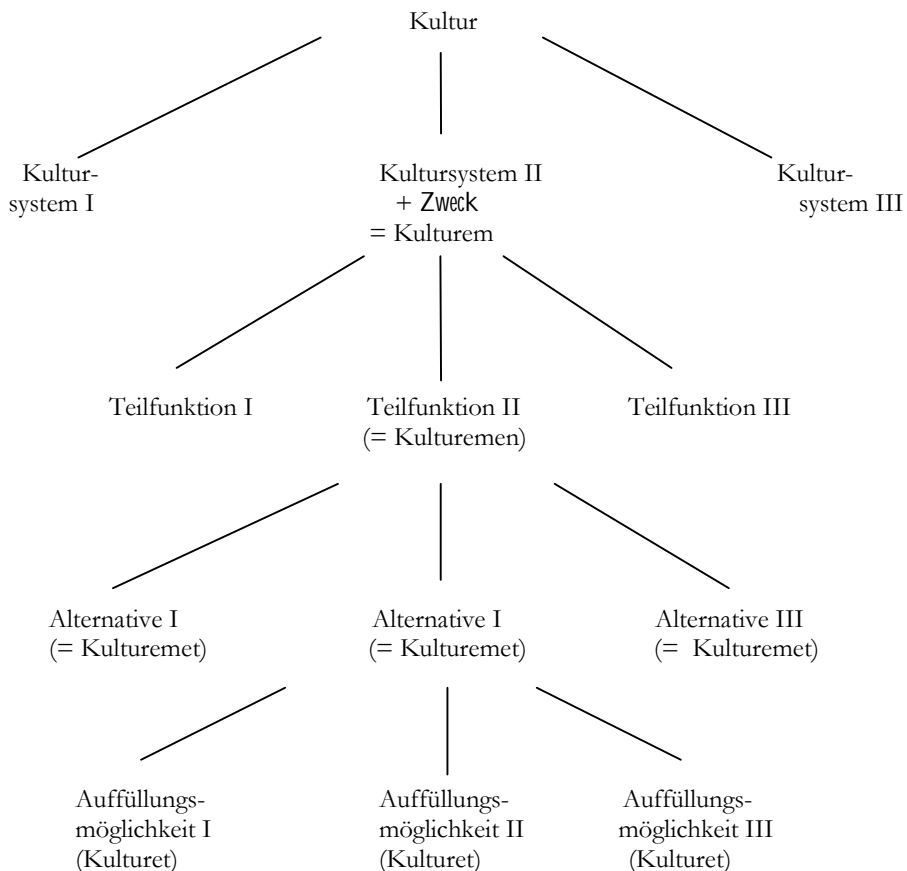 Kultur
Kultur-
system I
Kultursystem II
+ Zweck
= Kulturem
Kultur-
system III
Teilfunktion I
Teilfunktion II
(= Kulturemen)
Teilfunktion III
Alternative I
(= Kulturemet)
Alternative I
(= Kulturemet)
Alternative III
(= Kulturemet)
Auffüllungs-
möglichkeit I
(Kulturet)
Auffüllungs-
möglichkeit II
(Kulturet)
Auffüllungs-
möglichkeit III
(Kulturet)